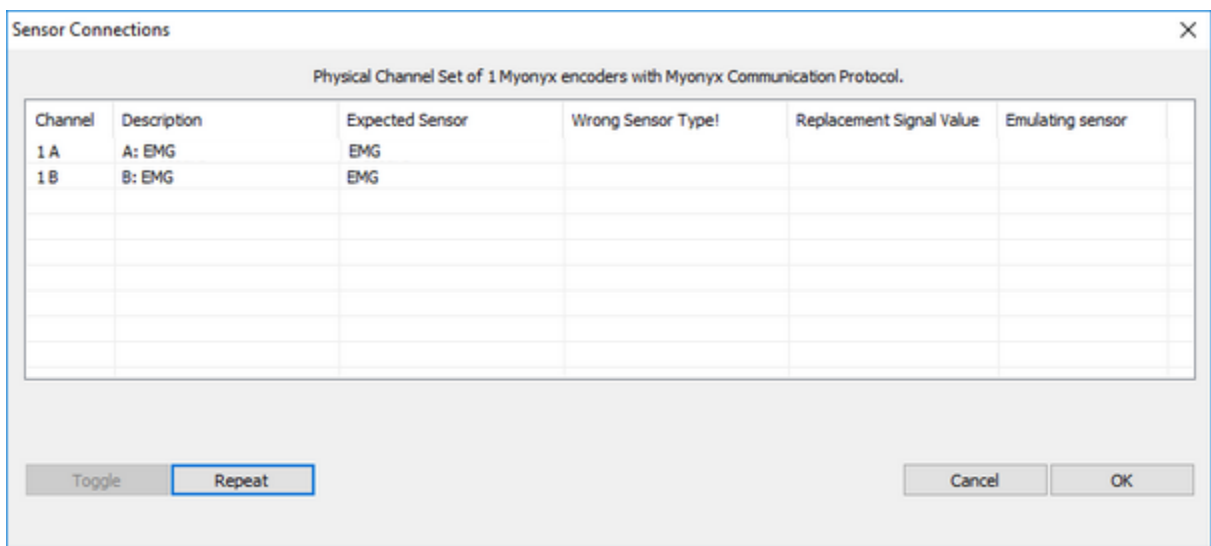 Sensor Connections
Physical Channel Set of 1 Myonyx encoders with Myonyx Communication Protocol.
Channel Description Expected Sensor Wrong Sensor Type! Replacement Signal Value Emulating sensor
1 A A: EMG EMG
1 B B: EMG EMG
Toggle Repeat Cancel OK